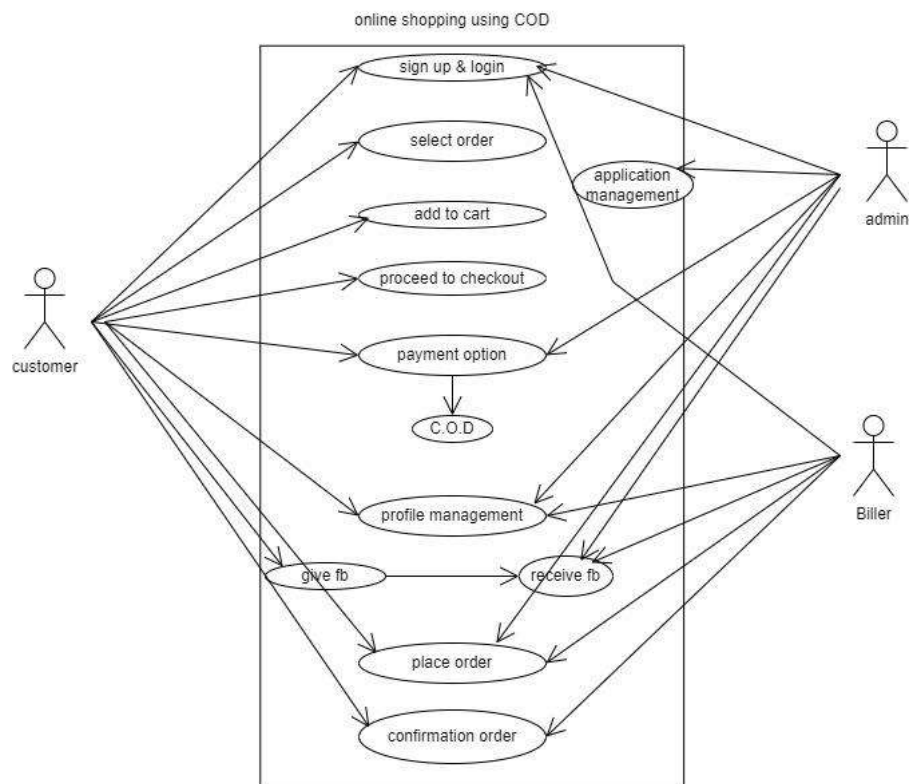 online shopping using COD
sign up & login
select order
application
management
admin
add to cart
proceed to checkout
customer
payment option
C.O.D
Biller
profile management
give fb
receive fb
place order
confirmation order